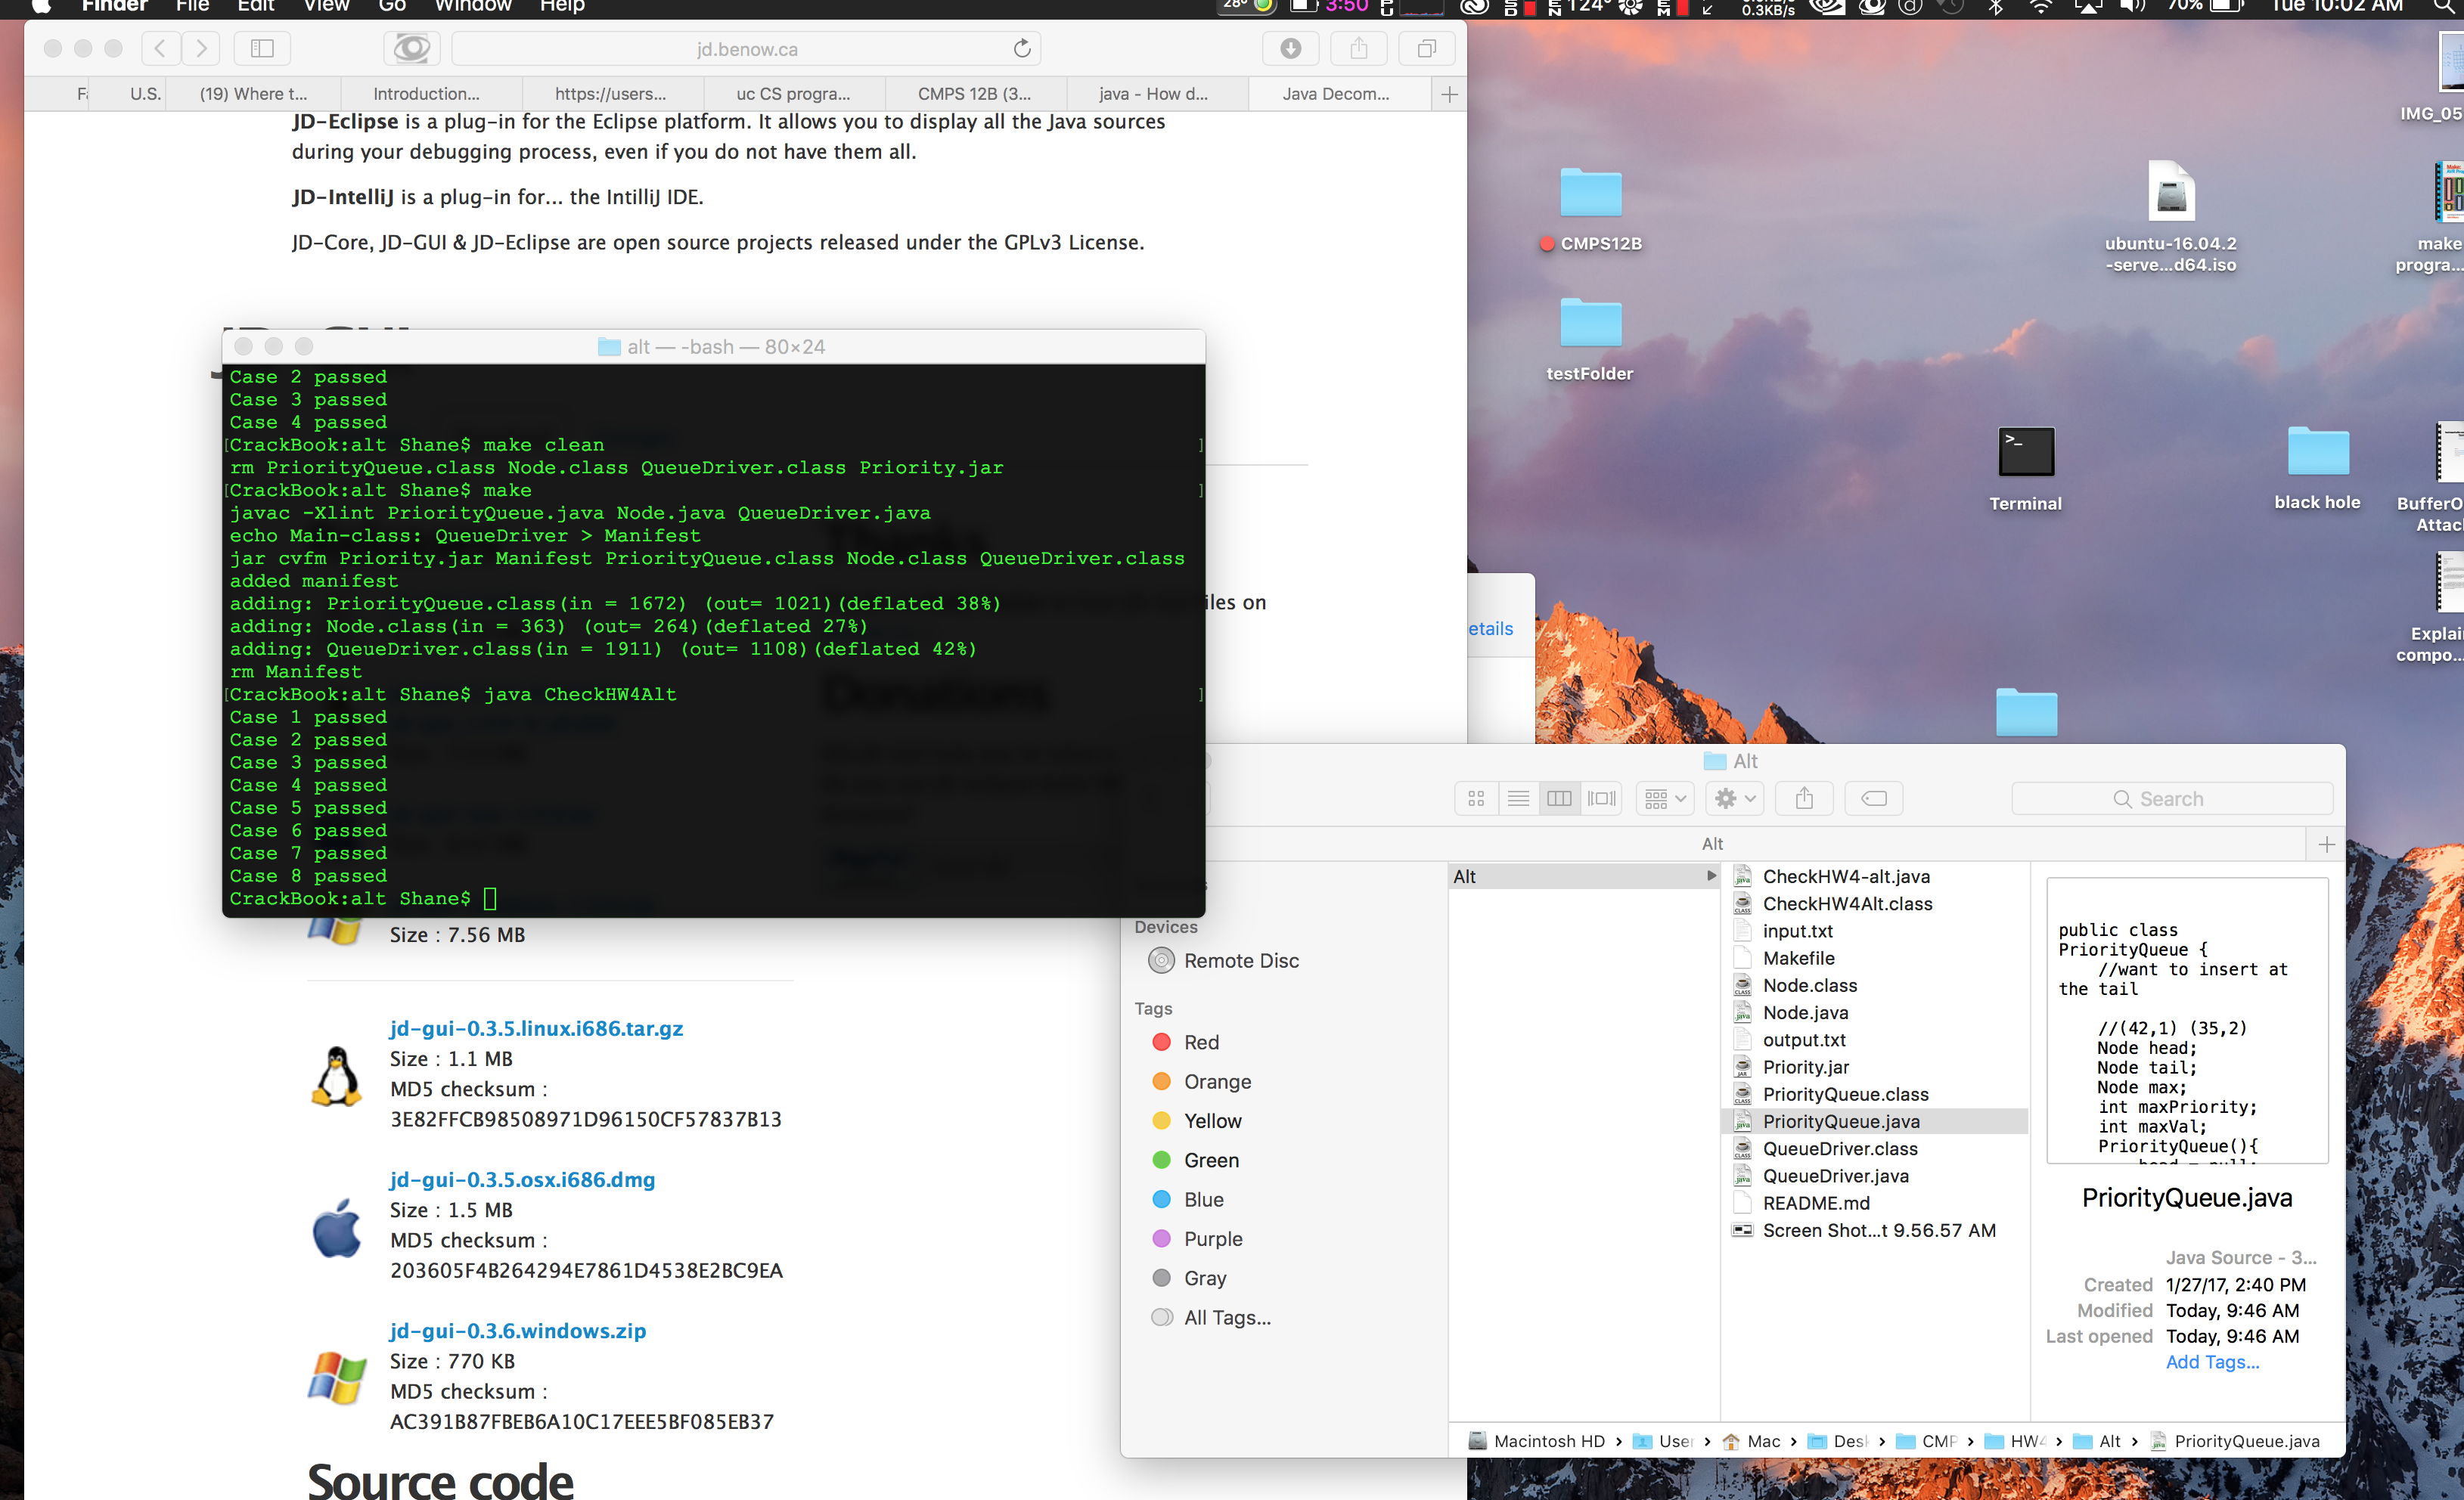 Finder File Edit View Go Window Help
28° 3:50 124° 0.3KB/s 70% Tue 10:02 AM
jd.benow.ca
U.S. (19) Where t... Introduction... https://users... uc CS progra... CMPS 12B (3... java - How d... Java Decom...
JD-Eclipse is a plug-in for the Eclipse platform. It allows you to display all the Java sources
during your debugging process, even if you do not have them all.
JD-IntelliJ is a plug-in for... the IntilliJ IDE.
JD-Core, JD-GUI & JD-Eclipse are open source projects released under the GPLv3 License.
alt — -bash — 80×24
Case 2 passed
Case 3 passed
Case 4 passed
[CrackBook:alt Shane$ make clean ]
rm PriorityQueue.class Node.class QueueDriver.class Priority.jar
[CrackBook:alt Shane$ make ]
javac -Xlint PriorityQueue.java Node.java QueueDriver.java
echo Main-class: QueueDriver > Manifest
jar cvfm Priority.jar Manifest PriorityQueue.class Node.class QueueDriver.class
added manifest
adding: PriorityQueue.class(in = 1672) (out= 1021)(deflated 38%)
adding: Node.class(in = 363) (out= 264)(deflated 27%)
adding: QueueDriver.class(in = 1911) (out= 1108)(deflated 42%)
rm Manifest
[CrackBook:alt Shane$ java CheckHW4Alt ]
Case 1 passed
Case 2 passed
Case 3 passed
Case 4 passed
Case 5 passed
Case 6 passed
Case 7 passed
Case 8 passed
CrackBook:alt Shane$
Thanks
iles on
Donations
etails
Size : 7.56 MB
jd-gui-0.3.5.linux.i686.tar.gz
Size : 1.1 MB
MD5 checksum :
3E82FFCB98508971D96150CF57837B13
jd-gui-0.3.5.osx.i686.dmg
Size : 1.5 MB
MD5 checksum :
203605F4B264294E7861D4538E2BC9EA
jd-gui-0.3.6.windows.zip
Size : 770 KB
MD5 checksum :
AC391B87FBEB6A10C17EEE5BF085EB37
Source code
IMG_05
CMPS12B
ubuntu-16.04.2
-serve...d64.iso
make
progra...
testFolder
Terminal
black hole
BufferO
Attac
Explai
compo...
Alt
Search
Alt
Devices
Remote Disc
Tags
Red
Orange
Yellow
Green
Blue
Purple
Gray
All Tags...
Alt
CheckHW4-alt.java
CheckHW4Alt.class
input.txt
Makefile
Node.class
Node.java
output.txt
Priority.jar
PriorityQueue.class
PriorityQueue.java
QueueDriver.class
QueueDriver.java
README.md
Screen Shot...t 9.56.57 AM
public class
PriorityQueue {
//want to insert at
the tail
//(42,1) (35,2)
Node head;
Node tail;
Node max;
int maxPriority;
int maxVal;
PriorityQueue(){
PriorityQueue.java
Java Source - 3...
Created 1/27/17, 2:40 PM
Modified Today, 9:46 AM
Last opened Today, 9:46 AM
Add Tags...
Macintosh HD › User › Mac › Desk › CMP › HW4 › Alt › PriorityQueue.java